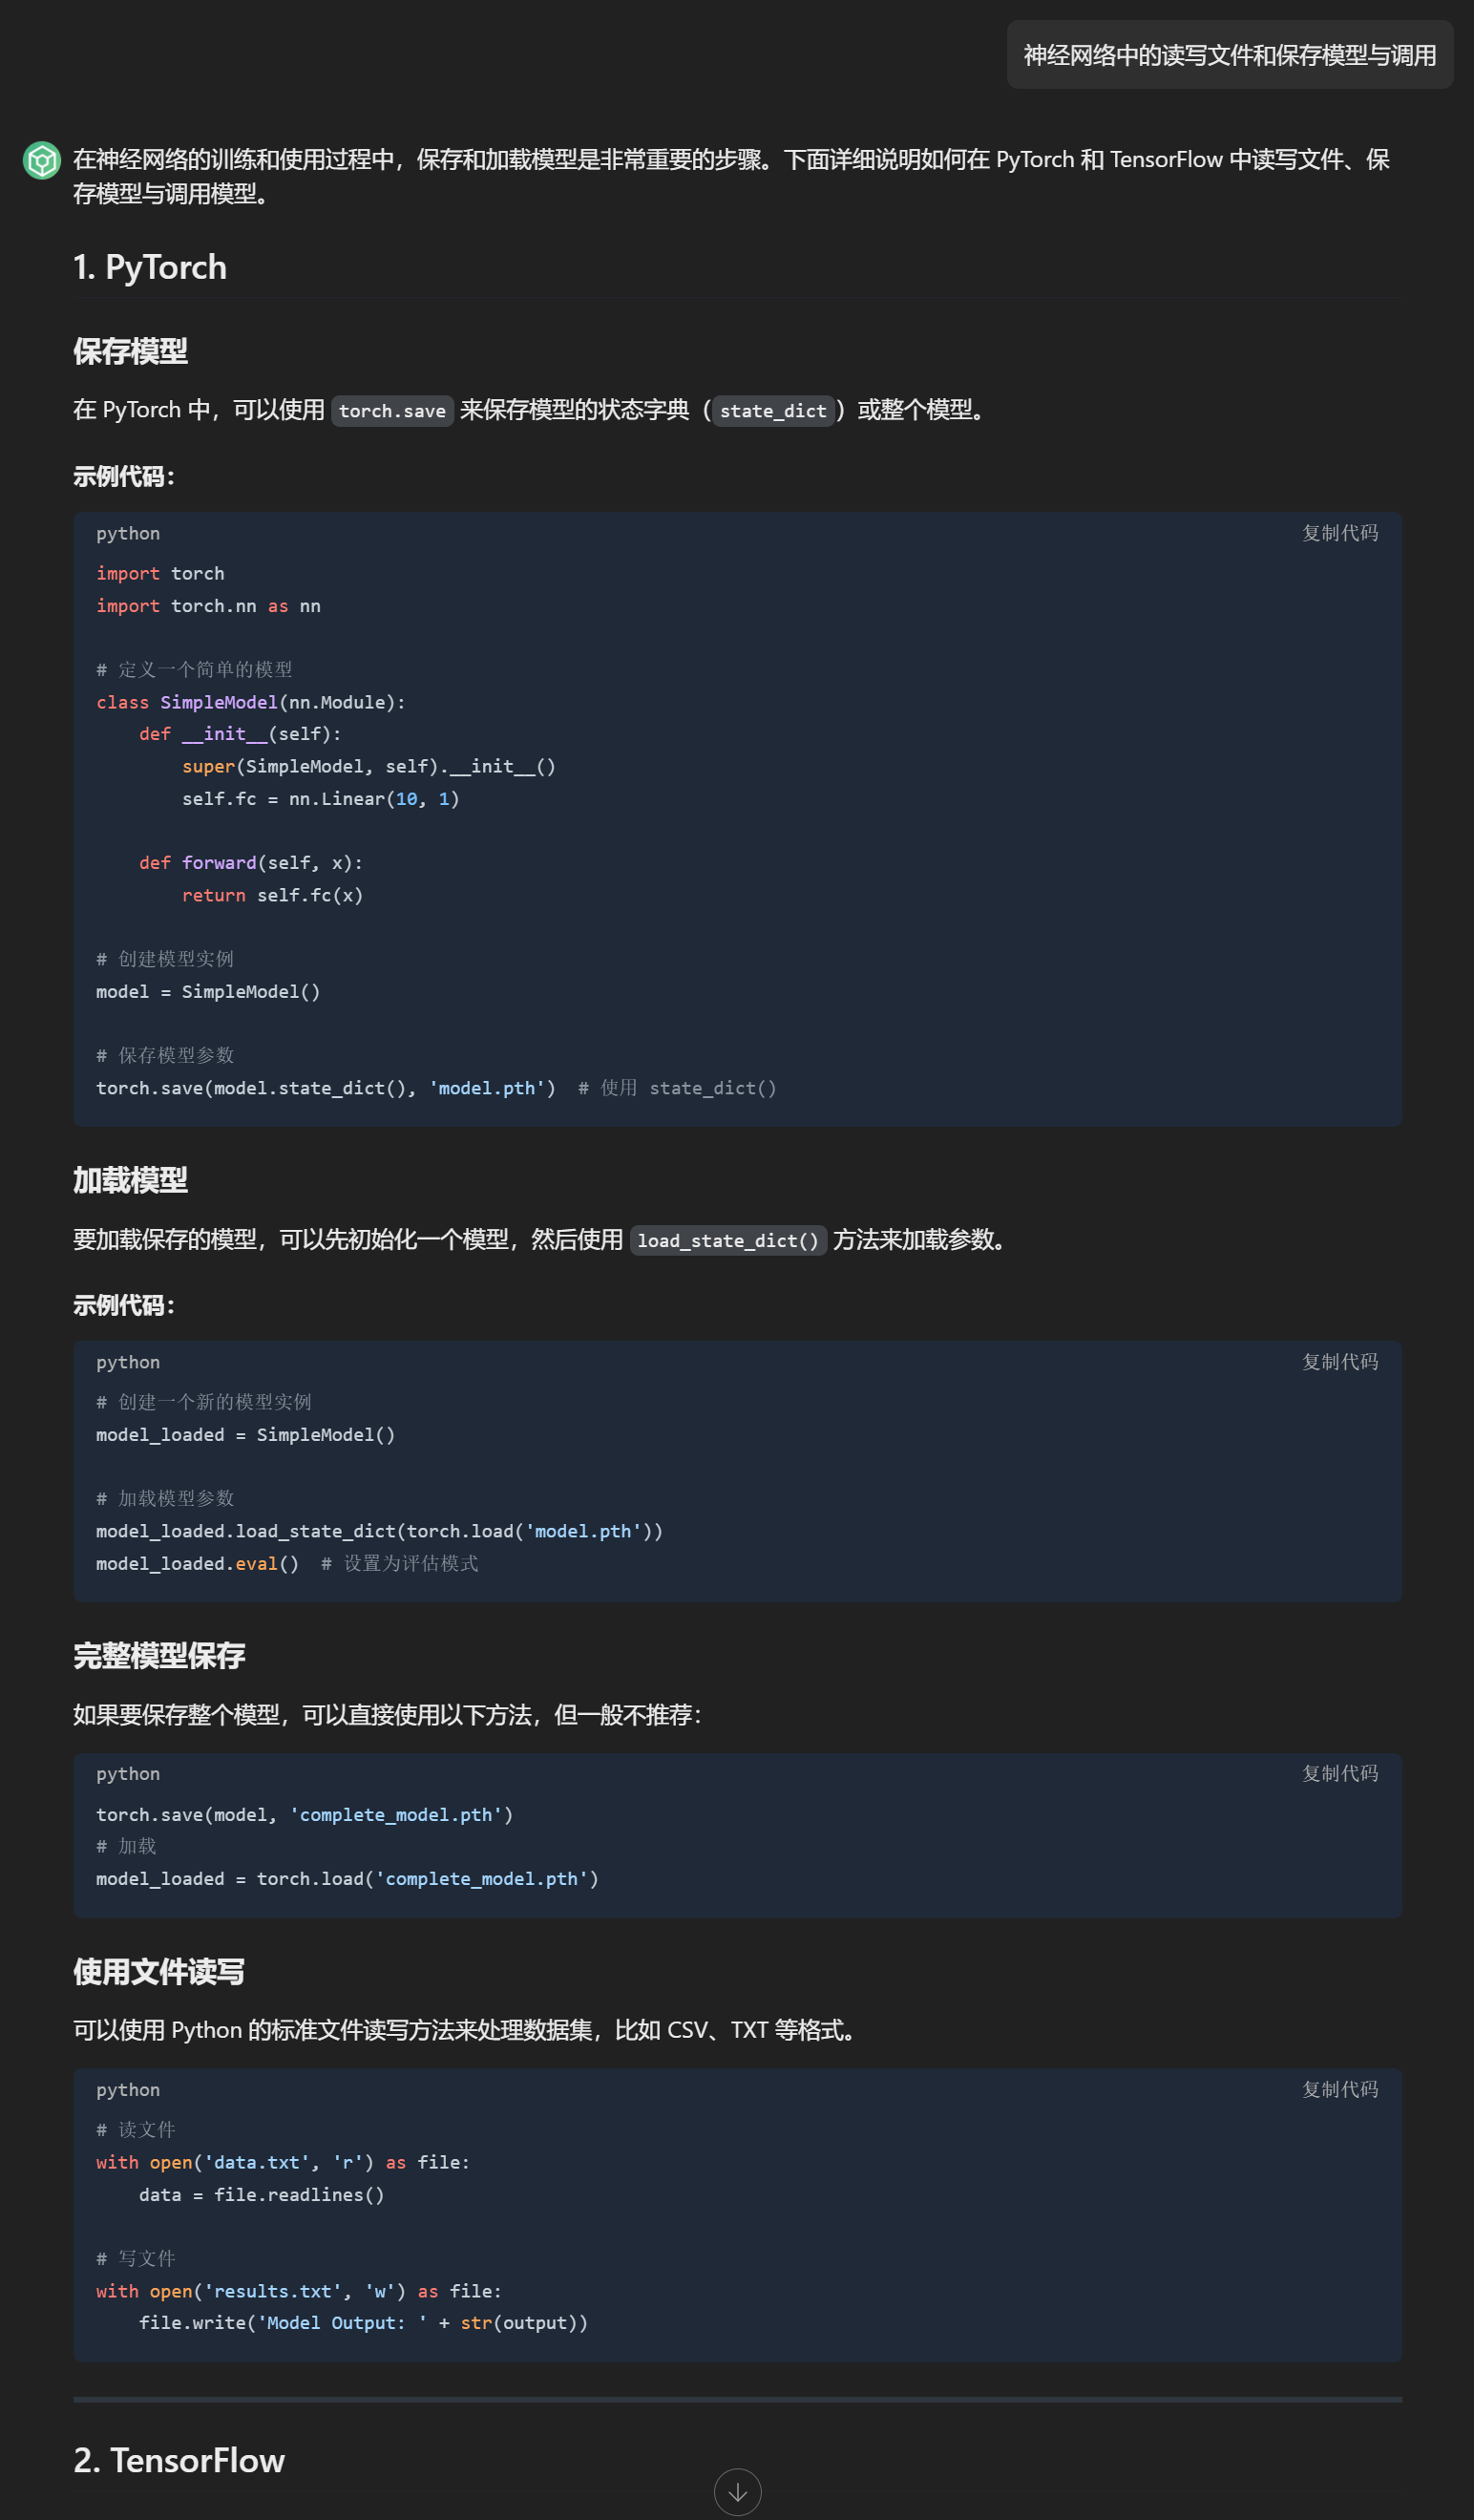 神经网络中的读写文件和保存模型与调用
在神经网络的训练和使用过程中，保存和加载模型是非常重要的步骤。下面详细说明如何在 PyTorch 和 TensorFlow 中读写文件、保
存模型与调用模型。
1. PyTorch
保存模型
在 PyTorch 中，可以使用 torch.save 来保存模型的状态字典（state_dict）或整个模型。
示例代码：
python 复制代码
import torch
import torch.nn as nn
# 定义一个简单的模型
class SimpleModel(nn.Module):
    def __init__(self):
        super(SimpleModel, self).__init__()
        self.fc = nn.Linear(10, 1)
    def forward(self, x):
        return self.fc(x)
# 创建模型实例
model = SimpleModel()
# 保存模型参数
torch.save(model.state_dict(), 'model.pth')  # 使用 state_dict()
加载模型
要加载保存的模型，可以先初始化一个模型，然后使用 load_state_dict() 方法来加载参数。
示例代码：
python 复制代码
# 创建一个新的模型实例
model_loaded = SimpleModel()
# 加载模型参数
model_loaded.load_state_dict(torch.load('model.pth'))
model_loaded.eval()  # 设置为评估模式
完整模型保存
如果要保存整个模型，可以直接使用以下方法，但一般不推荐：
python 复制代码
torch.save(model, 'complete_model.pth')
# 加载
model_loaded = torch.load('complete_model.pth')
使用文件读写
可以使用 Python 的标准文件读写方法来处理数据集，比如 CSV、TXT 等格式。
python 复制代码
# 读文件
with open('data.txt', 'r') as file:
    data = file.readlines()
# 写文件
with open('results.txt', 'w') as file:
    file.write('Model Output: ' + str(output))
2. TensorFlow